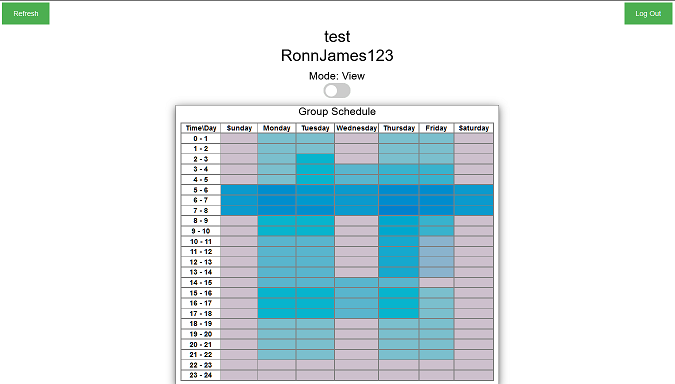 Refresh
Log Out
test
RonnJames123
Mode: View
Group Schedule
Time\Day Sunday Monday Tuesday Wednesday Thursday Friday Saturday
0 - 1
1 - 2
2 - 3
3 - 4
4 - 5
5 - 6
6 - 7
7 - 8
8 - 9
9 - 10
10 - 11
11 - 12
12 - 13
13 - 14
14 - 15
15 - 16
16 - 17
17 - 18
18 - 19
19 - 20
20 - 21
21 - 22
22 - 23
23 - 24